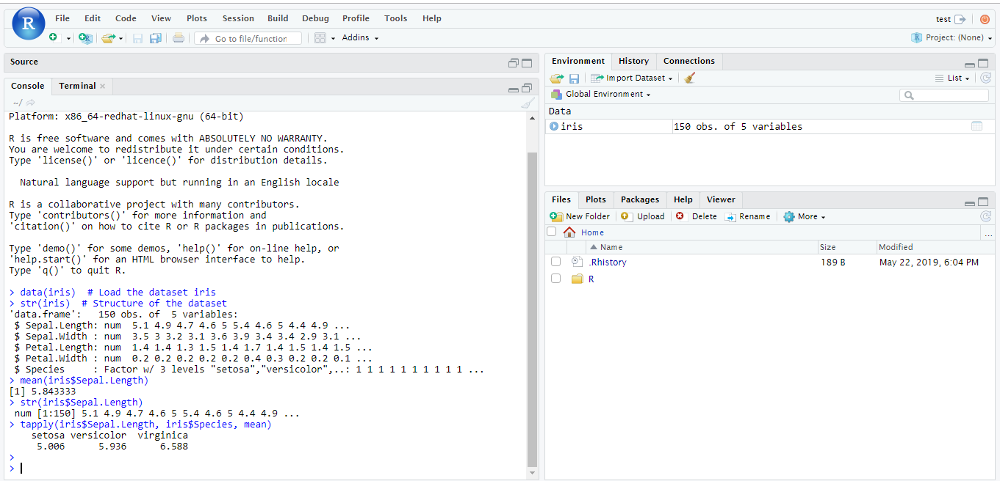 R
File Edit Code View Plots Session Build Debug Profile Tools Help
test
Go to file/function
Addins
Project: (None)
Source
Console Terminal
~/
Platform: x86_64-redhat-linux-gnu (64-bit)
R is free software and comes with ABSOLUTELY NO WARRANTY.
You are welcome to redistribute it under certain conditions.
Type 'license()' or 'licence()' for distribution details.
Natural language support but running in an English locale
R is a collaborative project with many contributors.
Type 'contributors()' for more information and
'citation()' on how to cite R or R packages in publications.
Type 'demo()' for some demos, 'help()' for on-line help, or
'help.start()' for an HTML browser interface to help.
Type 'q()' to quit R.
> data(iris)  # Load the dataset iris
> str(iris)  # Structure of the dataset
'data.frame':   150 obs. of  5 variables:
 $ Sepal.Length: num  5.1 4.9 4.7 4.6 5 5.4 4.6 5 4.4 4.9 ...
 $ Sepal.Width : num  3.5 3 3.2 3.1 3.6 3.9 3.4 3.4 2.9 3.1 ...
 $ Petal.Length: num  1.4 1.4 1.3 1.5 1.4 1.7 1.4 1.5 1.4 1.5 ...
 $ Petal.Width : num  0.2 0.2 0.2 0.2 0.2 0.4 0.3 0.2 0.2 0.1 ...
 $ Species     : Factor w/ 3 levels "setosa","versicolor",..: 1 1 1 1 1 1 1 1 1 1 ...
> mean(iris$Sepal.Length)
[1] 5.843333
> str(iris$Sepal.Length)
 num [1:150] 5.1 4.9 4.7 4.6 5 5.4 4.6 5 4.4 4.9 ...
> tapply(iris$Sepal.Length, iris$Species, mean)
    setosa versicolor  virginica
     5.006      5.936      6.588
>
>
Environment History Connections
Import Dataset
List
Global Environment
Data
iris 150 obs. of 5 variables
Files Plots Packages Help Viewer
New Folder Upload Delete Rename More
Home ...
Name Size Modified
.Rhistory 189 B May 22, 2019, 6:04 PM
R